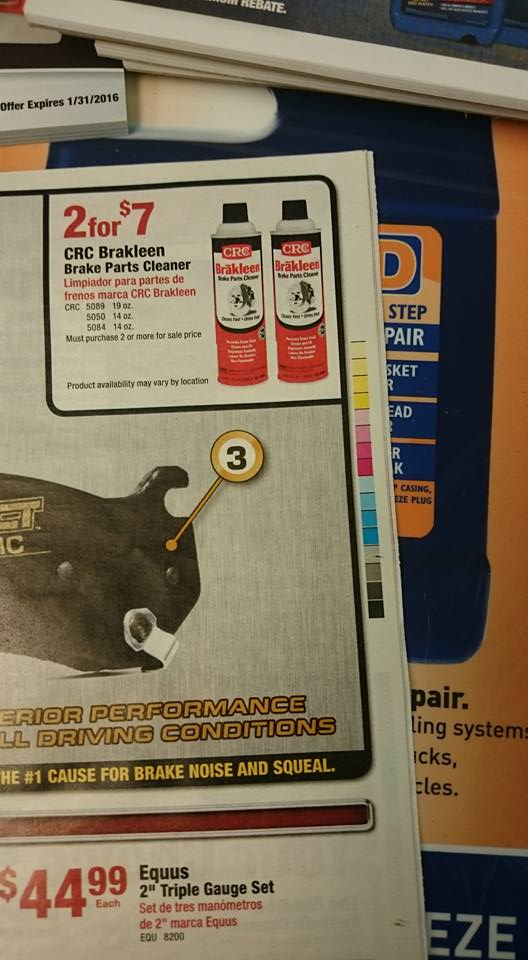 REBATE.
Offer Expires 1/31/2016
2for$7
CRC Brakleen
Brake Parts Cleaner
Limpiador para partes de
frenos marca CRC Brakleen
CRC 5089 19 oz.
5050 14 oz.
5084 14 oz.
Must purchase 2 or more for sale price
Product availability may vary by location
CRC
Brākleen
Brake Parts Cleaner
CRC
Brākleen
Brake Parts Cleaner
3
D
STEP
PAIR
SKET
R
EAD
R
R
K
CASING,
EZE PLUG,
ERIOR PERFORMANCE
LL DRIVING CONDITIONS
HE #1 CAUSE FOR BRAKE NOISE AND SQUEAL.
pair.
ling systems
cks,
cles.
$44.99
Each
Equus
2" Triple Gauge Set
Set de tres manómetros
de 2" marca Equus
EQU 8200
EZE